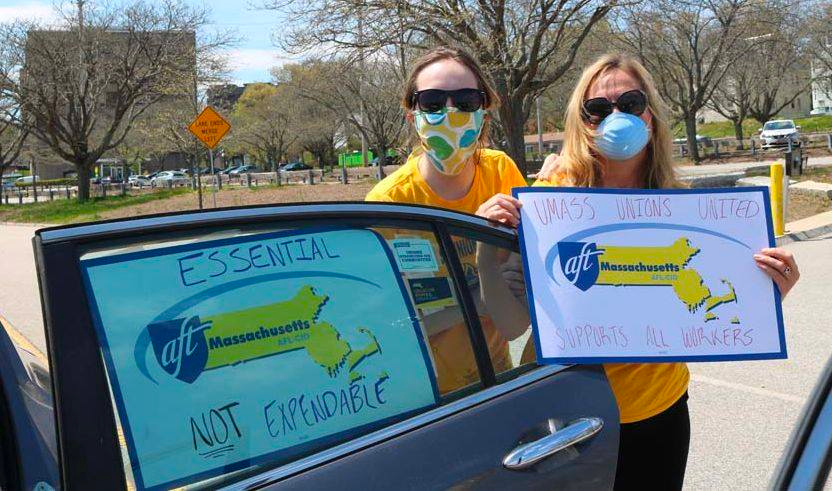 LANE ENDS
MERGE
LEFT
ESSENTIAL
aft
Massachusetts
AFL-CIO
NOT EXPENDABLE
UMASS UNIONS UNITED
aft
Massachusetts
AFL-CIO
SUPPORTS ALL WORKERS